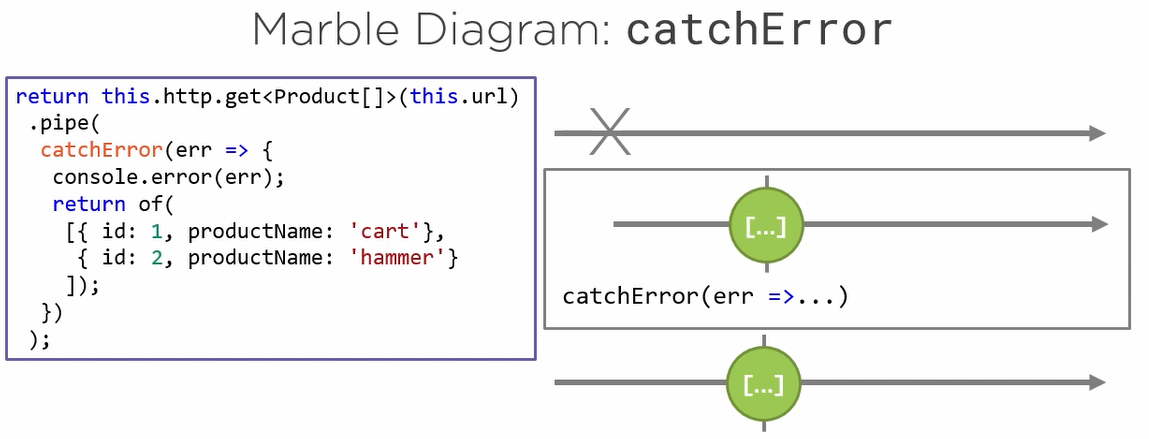 Marble Diagram: catchError
return this.http.get<Product[]>(this.url)
.pipe(
catchError(err => {
console.error(err);
return of(
[{ id: 1, productName: 'cart'},
{ id: 2, productName: 'hammer'}
]);
})
);
[...]
catchError(err =>...)
[...]